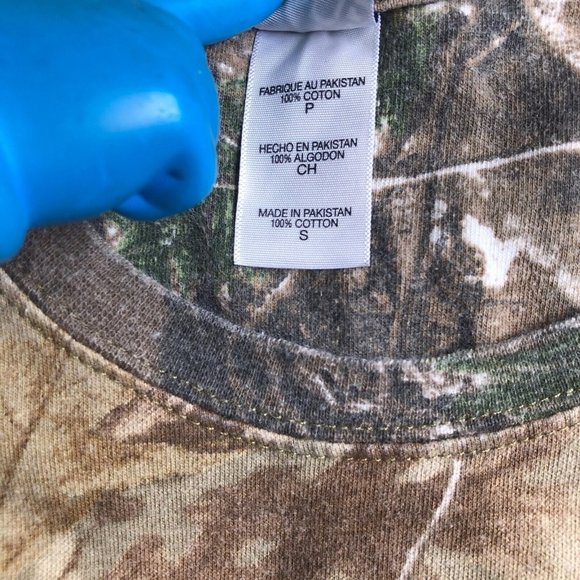 FABRIQUE AU PAKISTAN
100% COTON
P
HECHO EN PAKISTAN
100% ALGODON
CH
MADE IN PAKISTAN
100% COTTON
S